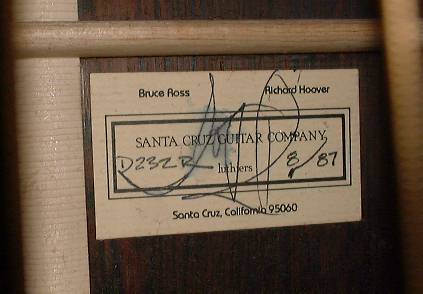 Bruce Ross Richard Hoover
SANTA CRUZ GUITAR COMPANY
D232R luthiers 8/87
Santa Cruz, California 95060